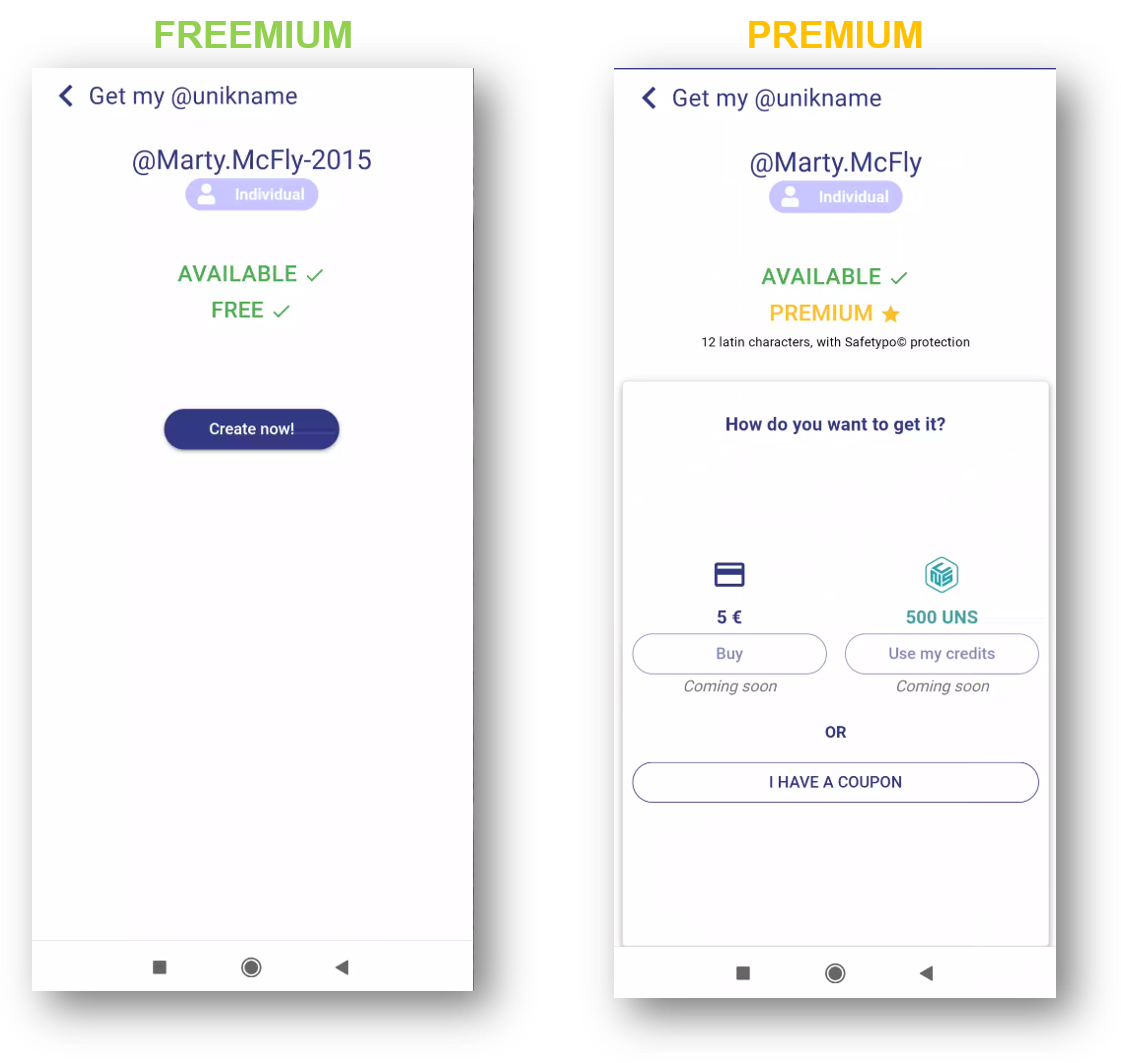 FREEMIUM
Get my @unikname
@Marty.McFly-2015
Individual
AVAILABLE
FREE
Create now!
PREMIUM
Get my @unikname
@Marty.McFly
Individual
AVAILABLE
PREMIUM
12 latin characters, with Safetypo© protection
How do you want to get it?
UNS
5 €
500 UNS
Buy
Use my credits
Coming soon
Coming soon
OR
I HAVE A COUPON